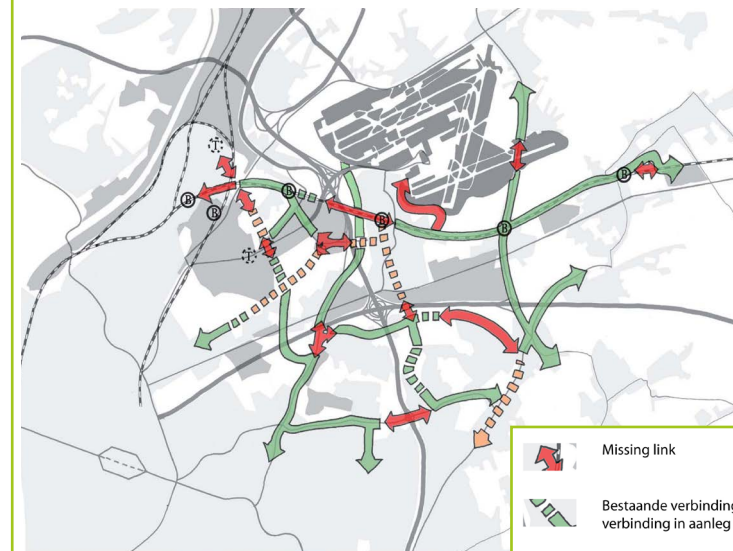 T
B
B
B
B
B
B
T
Missing link
Bestaande verbinding
verbinding in aanleg